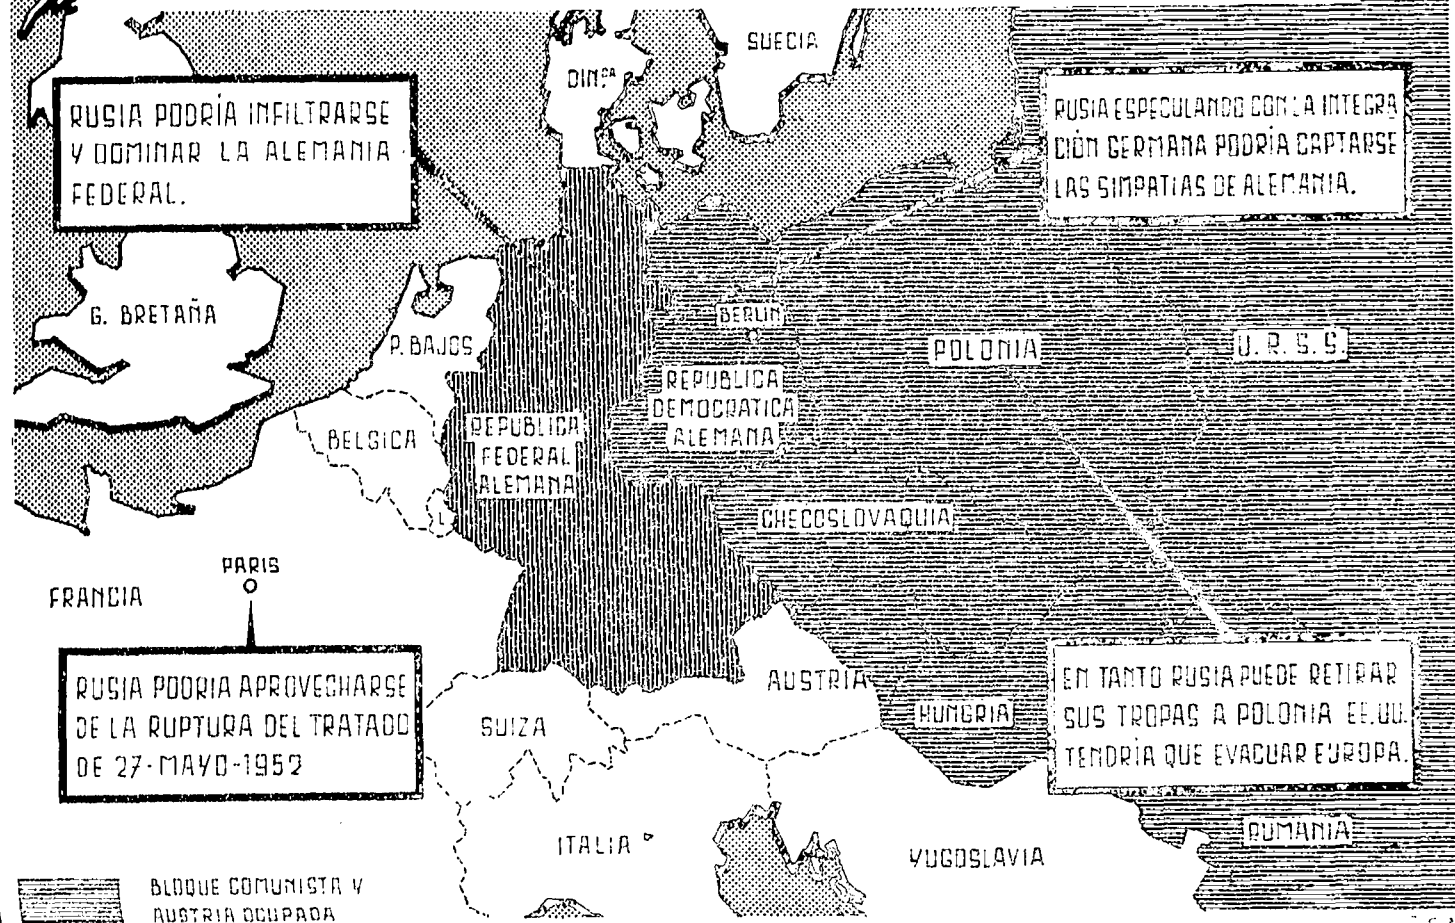 SUECIA
DIN.CA
RUSIA PODRÍA INFILTRARSE
Y DOMINAR LA ALEMANIA
FEDERAL.
RUSIA ESPECULANDO CON LA INTEGRA
CIÓN GERMANA PODRÍA CAPTARSE
LAS SIMPATÍAS DE ALEMANIA.
G. BRETAÑA
P. BAJOS
BERLIN
POLONIA
U.R.S.S.
REPUBLICA
DEMOCRATICA
ALEMANA
BELGICA
REPUBLICA
FEDERAL
ALEMANA
L
CHECOSLOVAQUIA
PARIS
FRANCIA
RUSIA PODRIA APROVECHARSE
DE LA RUPTURA DEL TRATADO
DE 27-MAYO-1952
AUSTRIA
SUIZA
HUNGRIA
EN TANTO RUSIA PUEDE RETIRAR
SUS TROPAS A POLONIA EE.UU.
TENDRÍA QUE EVACUAR EUROPA.
ITALIA
YUGOSLAVIA
RUMANIA
BLOQUE COMUNISTA Y
AUSTRIA OCUPADA